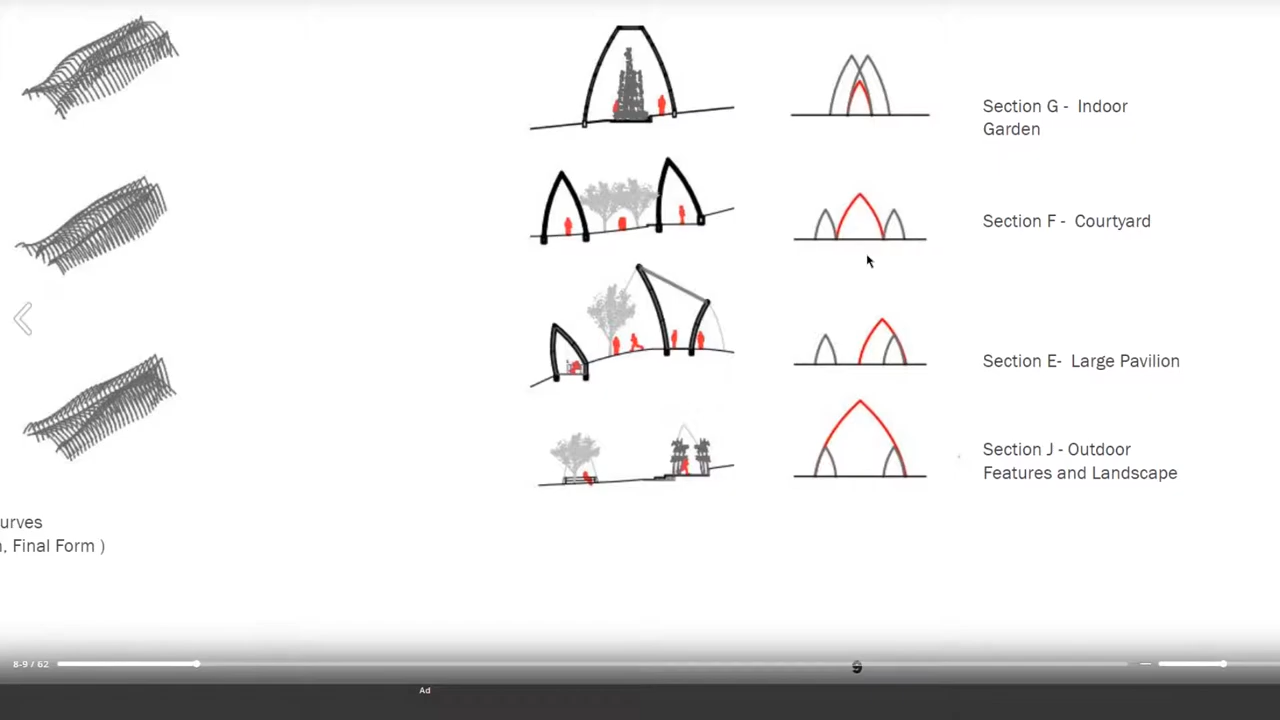 Section G - Indoor
Garden
Section F - Courtyard
Section E- Large Pavilion
Section J - Outdoor
Features and Landscape
urves
, Final Form )
8-9 / 62
9
Ad